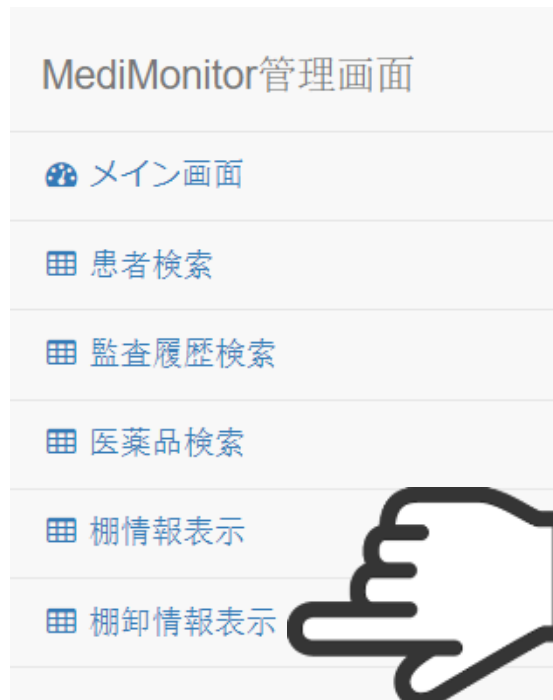 MediMonitor管理画面
メイン画面
患者検索
監査履歴検索
医薬品検索
棚情報表示
棚卸情報表示